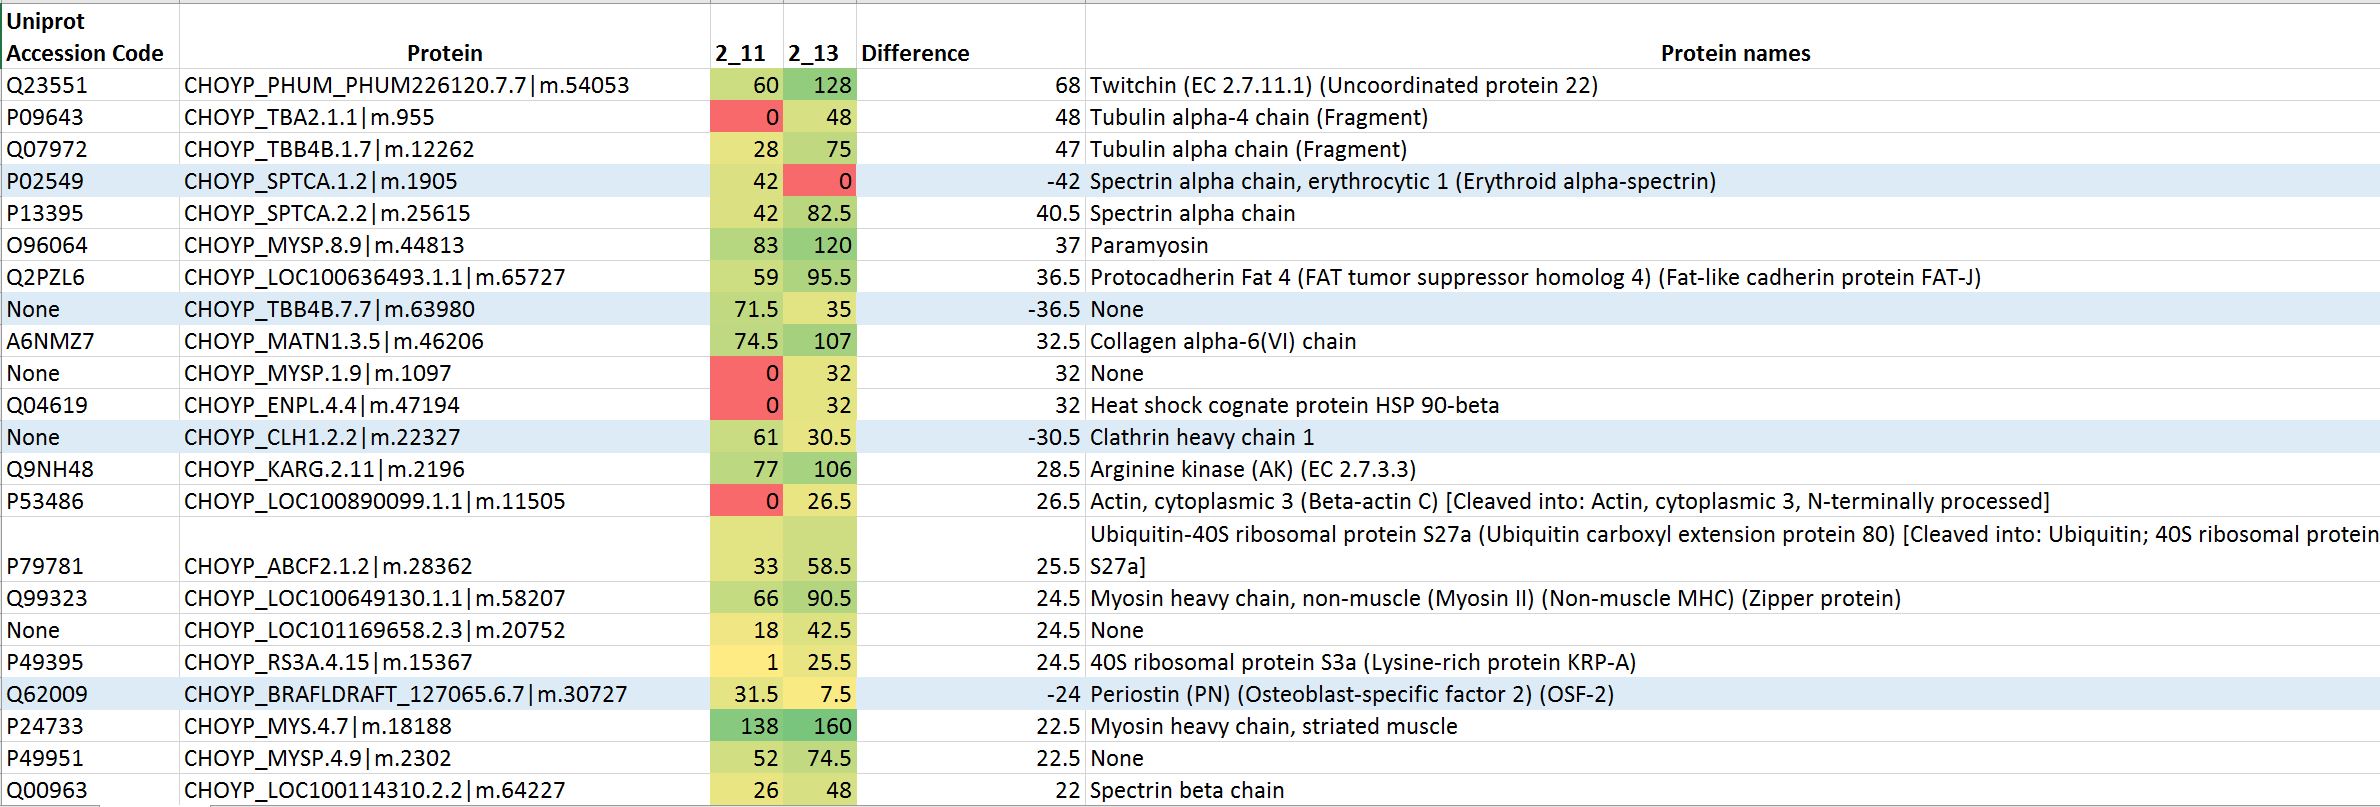 Uniprot
Accession Code Protein 2_11 2_13 Difference Protein names
Q23551 CHOYP_PHUM_PHUM226120.7.7|m.54053 60 128 68 Twitchin (EC 2.7.11.1) (Uncoordinated protein 22)
P09643 CHOYP_TBA2.1.1|m.955 0 48 48 Tubulin alpha-4 chain (Fragment)
Q07972 CHOYP_TBB4B.1.7|m.12262 28 75 47 Tubulin alpha chain (Fragment)
P02549 CHOYP_SPTCA.1.2|m.1905 42 0 -42 Spectrin alpha chain, erythrocytic 1 (Erythroid alpha-spectrin)
P13395 CHOYP_SPTCA.2.2|m.25615 42 82.5 40.5 Spectrin alpha chain
O96064 CHOYP_MYSP.8.9|m.44813 83 120 37 Paramyosin
Q2PZL6 CHOYP_LOC100636493.1.1|m.65727 59 95.5 36.5 Protocadherin Fat 4 (FAT tumor suppressor homolog 4) (Fat-like cadherin protein FAT-J)
None CHOYP_TBB4B.7.7|m.63980 71.5 35 -36.5 None
A6NMZ7 CHOYP_MATN1.3.5|m.46206 74.5 107 32.5 Collagen alpha-6(VI) chain
None CHOYP_MYSP.1.9|m.1097 0 32 32 None
Q04619 CHOYP_ENPL.4.4|m.47194 0 32 32 Heat shock cognate protein HSP 90-beta
None CHOYP_CLH1.2.2|m.22327 61 30.5 -30.5 Clathrin heavy chain 1
Q9NH48 CHOYP_KARG.2.11|m.2196 77 106 28.5 Arginine kinase (AK) (EC 2.7.3.3)
P53486 CHOYP_LOC100890099.1.1|m.11505 0 26.5 26.5 Actin, cytoplasmic 3 (Beta-actin C) [Cleaved into: Actin, cytoplasmic 3, N-terminally processed]
Ubiquitin-40S ribosomal protein S27a (Ubiquitin carboxyl extension protein 80) [Cleaved into: Ubiquitin; 40S ribosomal protein
P79781 CHOYP_ABCF2.1.2|m.28362 33 58.5 25.5 S27a]
Q99323 CHOYP_LOC100649130.1.1|m.58207 66 90.5 24.5 Myosin heavy chain, non-muscle (Myosin II) (Non-muscle MHC) (Zipper protein)
None CHOYP_LOC101169658.2.3|m.20752 18 42.5 24.5 None
P49395 CHOYP_RS3A.4.15|m.15367 1 25.5 24.5 40S ribosomal protein S3a (Lysine-rich protein KRP-A)
Q62009 CHOYP_BRAFLDRAFT_127065.6.7|m.30727 31.5 7.5 -24 Periostin (PN) (Osteoblast-specific factor 2) (OSF-2)
P24733 CHOYP_MYS.4.7|m.18188 138 160 22.5 Myosin heavy chain, striated muscle
P49951 CHOYP_MYSP.4.9|m.2302 52 74.5 22.5 None
Q00963 CHOYP_LOC100114310.2.2|m.64227 26 48 22 Spectrin beta chain